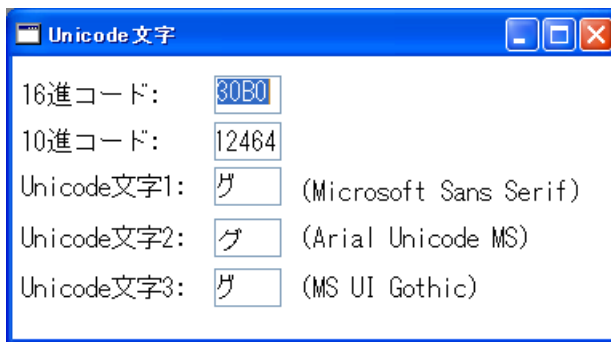 Unicode文字
16進コード: 30B0
10進コード: 12464
Unicode文字1: グ (Microsoft Sans Serif)
Unicode文字2: グ (Arial Unicode MS)
Unicode文字3: グ (MS UI Gothic)